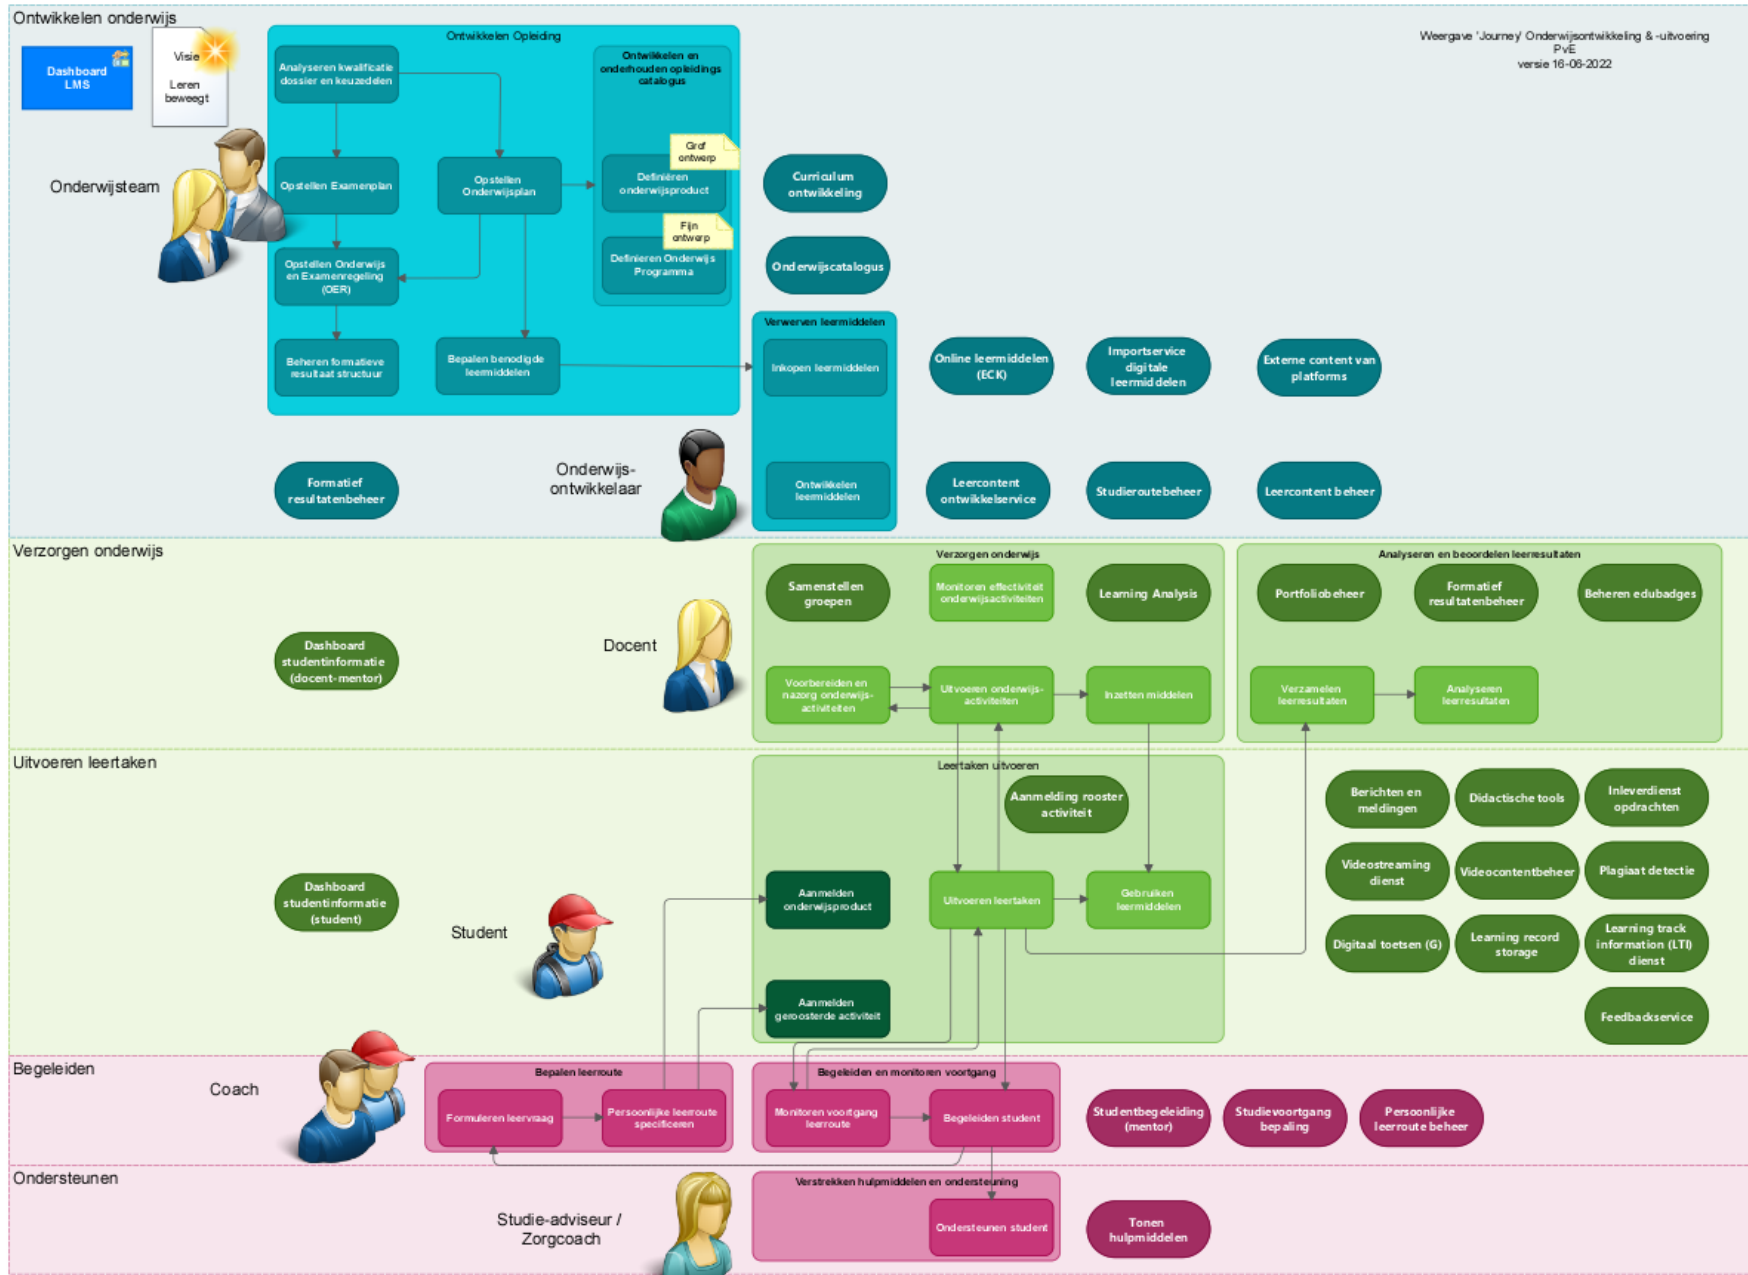 Ontwikkelen onderwijs
Dashboard
LMS
Visie
Leren
beweegt
Onderwijsteam
Ontwikkelen Opleiding
Analyseren kwalificatie
dossier en keuzedelen
Ontwikkelen en
onderhouden opleidings
catalogus
Grof
ontwerp
Opstellen Examenplan
Opstellen
Onderwijsplan
Definiëren
onderwijsproduct
Fijn
ontwerp
Opstellen Onderwijs
en Examenregeling
(OER)
Definieren Onderwijs
Programma
Beheren formatieve
resultaat structuur
Bepalen benodigde
leermiddelen
Weergave 'Journey' Onderwijsontwikkeling & -uitvoering
PvE
versie 16-06-2022
Curriculum
ontwikkeling
Onderwijscatalogus
Verwerven leermiddelen
Inkopen leermiddelen
Online leermiddelen
(ECK)
Importservice
digitale
leermiddelen
Externe content van
platforms
Formatief
resultatenbeheer
Onderwijs-
ontwikkelaar
Ontwikkelen
leermiddelen
Leercontent
ontwikkelservice
Studieroutebeheer
Leercontent beheer
Verzorgen onderwijs
Dashboard
studentinformatie
(docent-mentor)
Docent
Verzorgen onderwijs
Samenstellen
groepen
Monitoren effectiviteit
onderwijsactiviteiten
Learning Analysis
Voorbereiden en
nazorg onderwijs-
activiteiten
Uitvoeren onderwijs-
activiteiten
Inzetten middelen
Analyseren en beoordelen leerresultaten
Portfoliobeheer
Formatief
resultatenbeheer
Beheren edubadges
Verzamelen
leerresultaten
Analyseren
leerresultaten
Uitvoeren leertaken
Dashboard
studentinformatie
(student)
Student
Leertaken uitvoeren
Aanmelding rooster
activiteit
Aanmelden
onderwijsproduct
Uitvoeren leertaken
Gebruiken
leermiddelen
Aanmelden
geroosterde activiteit
Berichten en
meldingen
Didactische tools
Inleverdienst
opdrachten
Videostreaming
dienst
Videocontentbeheer
Plagiaat detectie
Digitaal toetsen (G)
Learning record
storage
Learning track
information (LTI)
dienst
Feedbackservice
Begeleiden
Coach
Bepalen leerroute
Formuleren leervraag
Persoonlijke leerroute
specificeren
Begeleiden en monitoren voortgang
Monitoren voortgang
leerroute
Begeleiden student
Studentbegeleiding
(mentor)
Studievoortgang
bepaling
Persoonlijke
leerroute beheer
Ondersteunen
Studie-adviseur /
Zorgcoach
Verstrekken hulpmiddelen en ondersteuning
Ondersteunen student
Tonen
hulpmiddelen